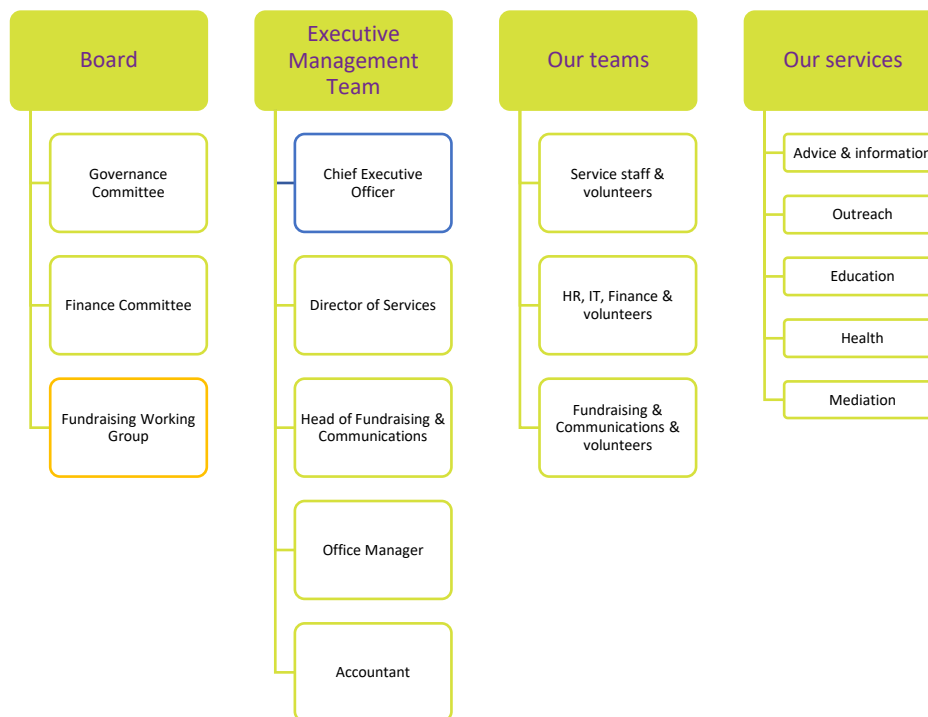 Board
Governance
Committee
Finance Committee
Fundraising Working
Group
Executive
Management
Team
Chief Executive
Officer
Director of Services
Head of Fundraising &
Communications
Office Manager
Accountant
Our teams
Service staff &
volunteers
HR, IT, Finance &
volunteers
Fundraising &
Communications &
volunteers
Our services
Advice & information
Outreach
Education
Health
Mediation